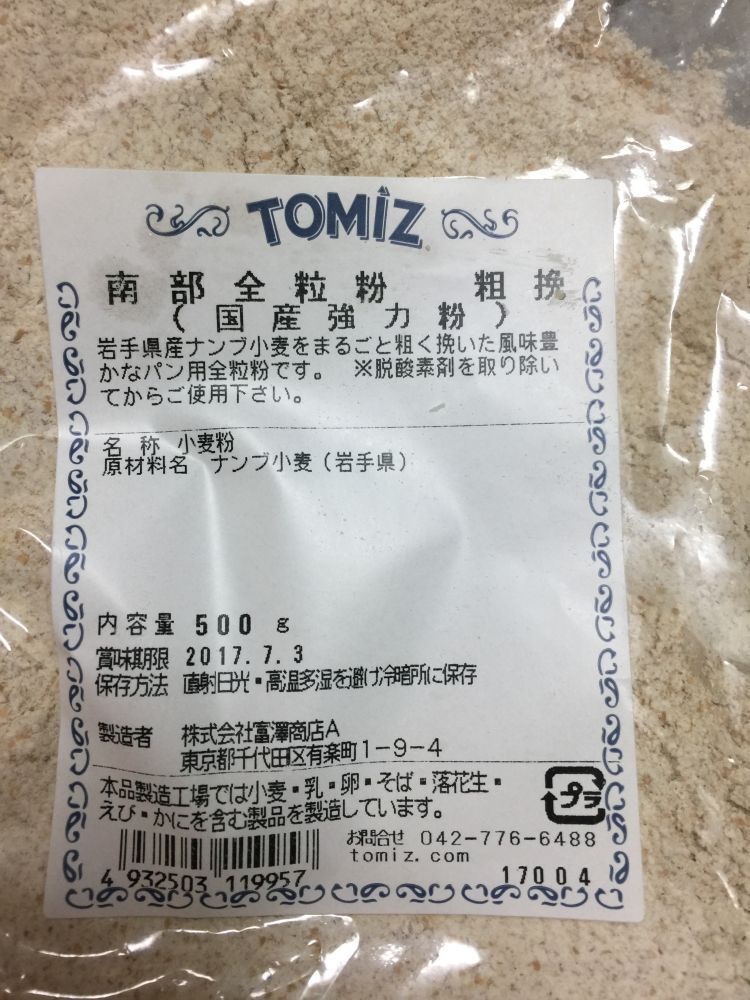 TOMIZ
南部全粒粉 粗挽
(国産強力粉)
岩手県産ナンブ小麦をまるごと粗く挽いた風味豊
かなパン用全粒粉です。 ※脱酸素剤を取り除い
てからご使用下さい。
名称 小麦粉
原材料名 ナンブ小麦(岩手県)
内容量 500 g
賞味期限 2017.7.3
保存方法 直射日光・高温多湿を避け冷暗所に保存
製造者 株式会社富澤商店A
東京都千代田区有楽町1-9-4
本品製造工場では小麦・乳・卵・そば・落花生・
えび・かにを含む製品を製造しています。
プラ
お問合せ 042-776-6488
tomiz.com
4 932503 119957
17004